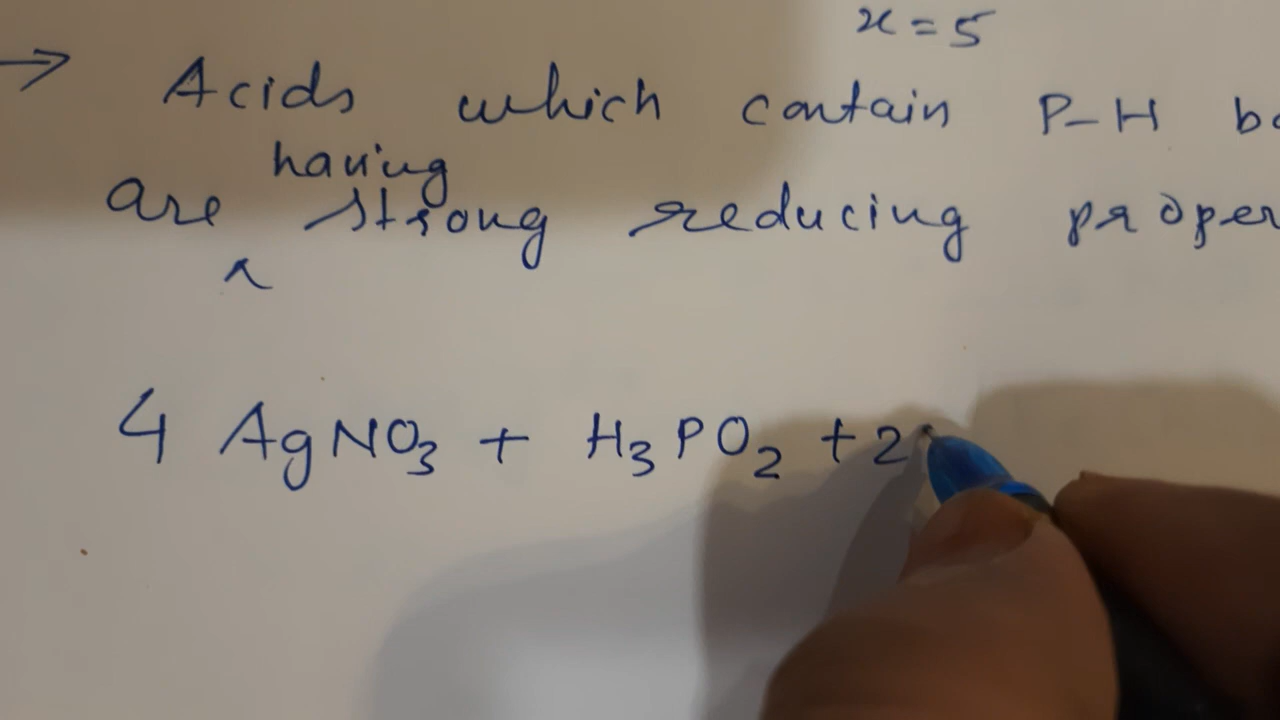 x = 5
→ Acids which contain P-H
having
are strong reducing
4 AgNO₃ + H₃PO₂ + 2